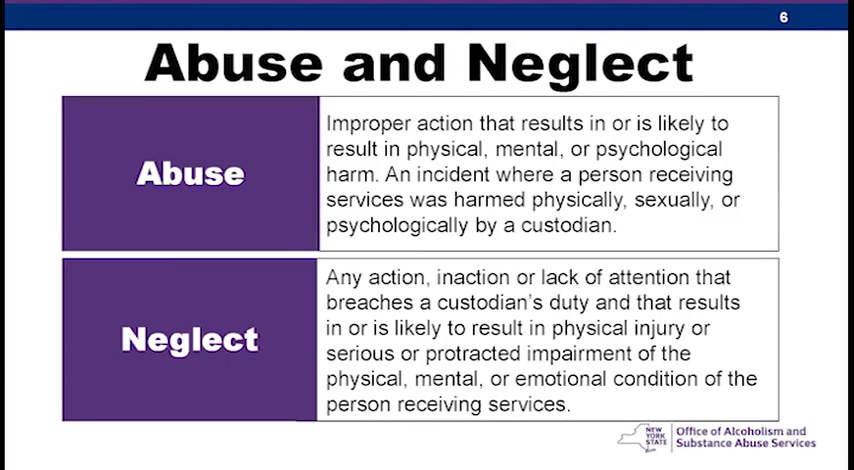 6
Abuse and Neglect
Abuse
Improper action that results in or is likely to
result in physical, mental, or psychological
harm. An incident where a person receiving
services was harmed physically, sexually, or
psychologically by a custodian.
Neglect
Any action, inaction or lack of attention that
breaches a custodian's duty and that results
in or is likely to result in physical injury or
serious or protracted impairment of the
physical, mental, or emotional condition of the
person receiving services.
NEW
YORK
STATE
Office of Alcoholism and
Substance Abuse Services